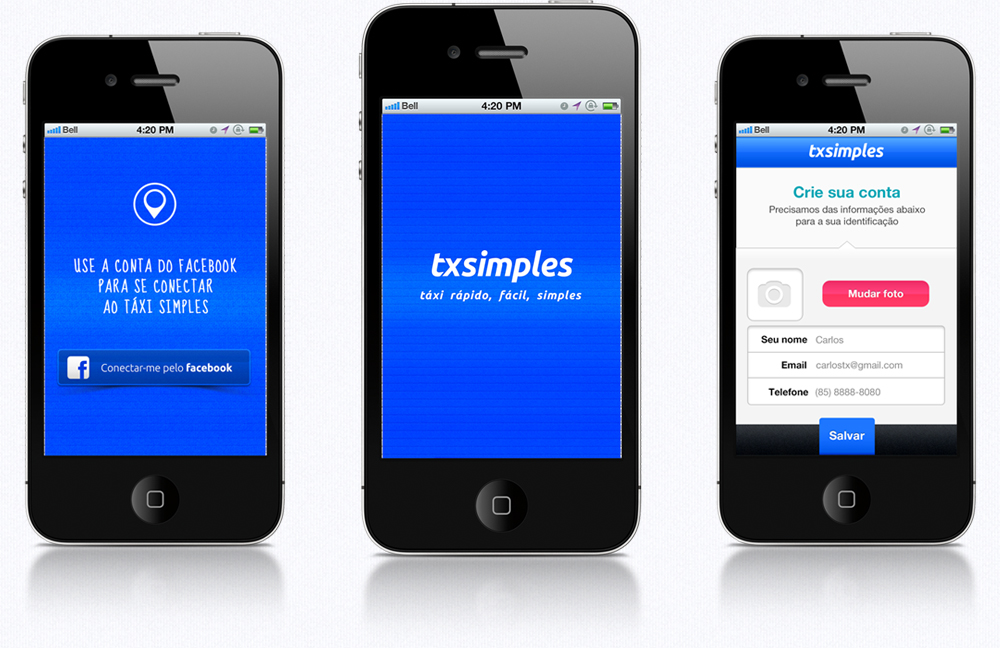 Bell 4:20 PM
USE A CONTA DO FACEBOOK
PARA SE CONECTAR
AO TÁXI SIMPLES
f Conectar-me pelo facebook
Bell 4:20 PM
txsimples
táxi rápido, fácil, simples
Bell 4:20 PM
txsimples
Crie sua conta
Precisamos das informações abaixo
para a sua identificação
Mudar foto
Seu nome Carlos
Email carlostx@gmail.com
Telefone (85) 8888-8080
Salvar